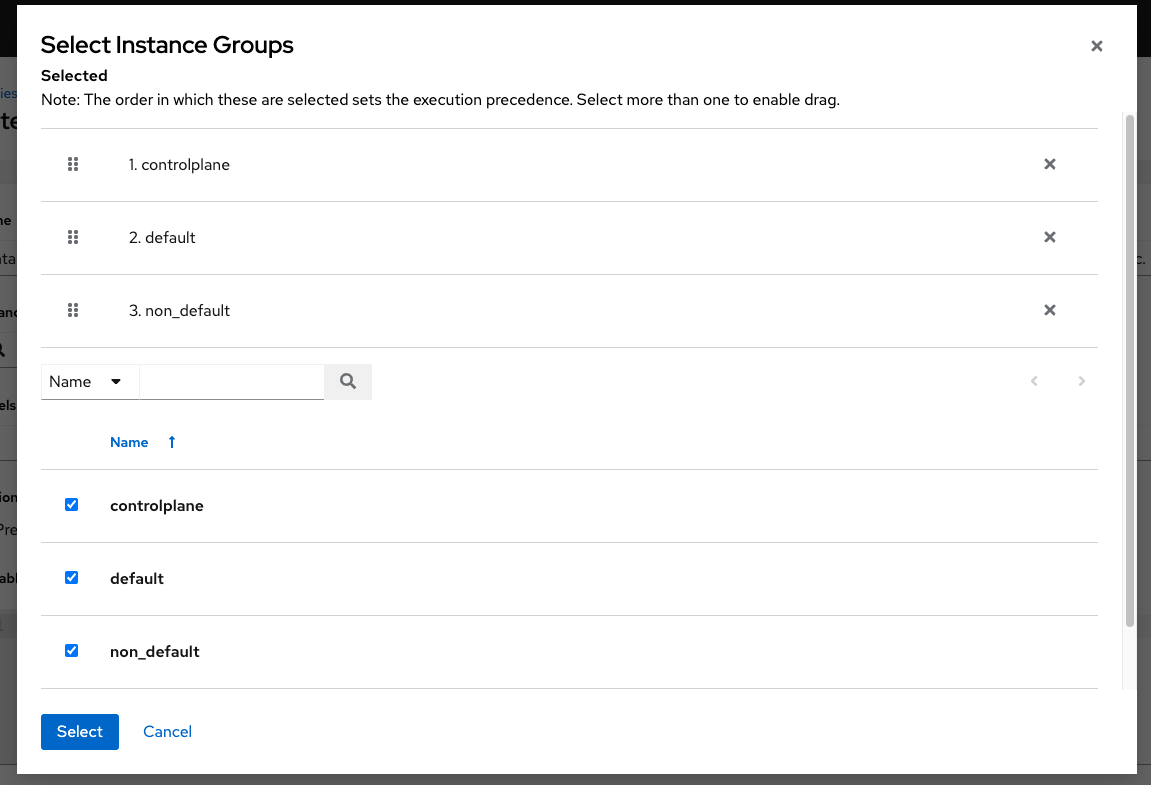 Select Instance Groups
Selected
Note: The order in which these are selected sets the execution precedence. Select more than one to enable drag.
1. controlplane
2. default
3. non_default
Name
Name
controlplane
default
non_default
Select Cancel